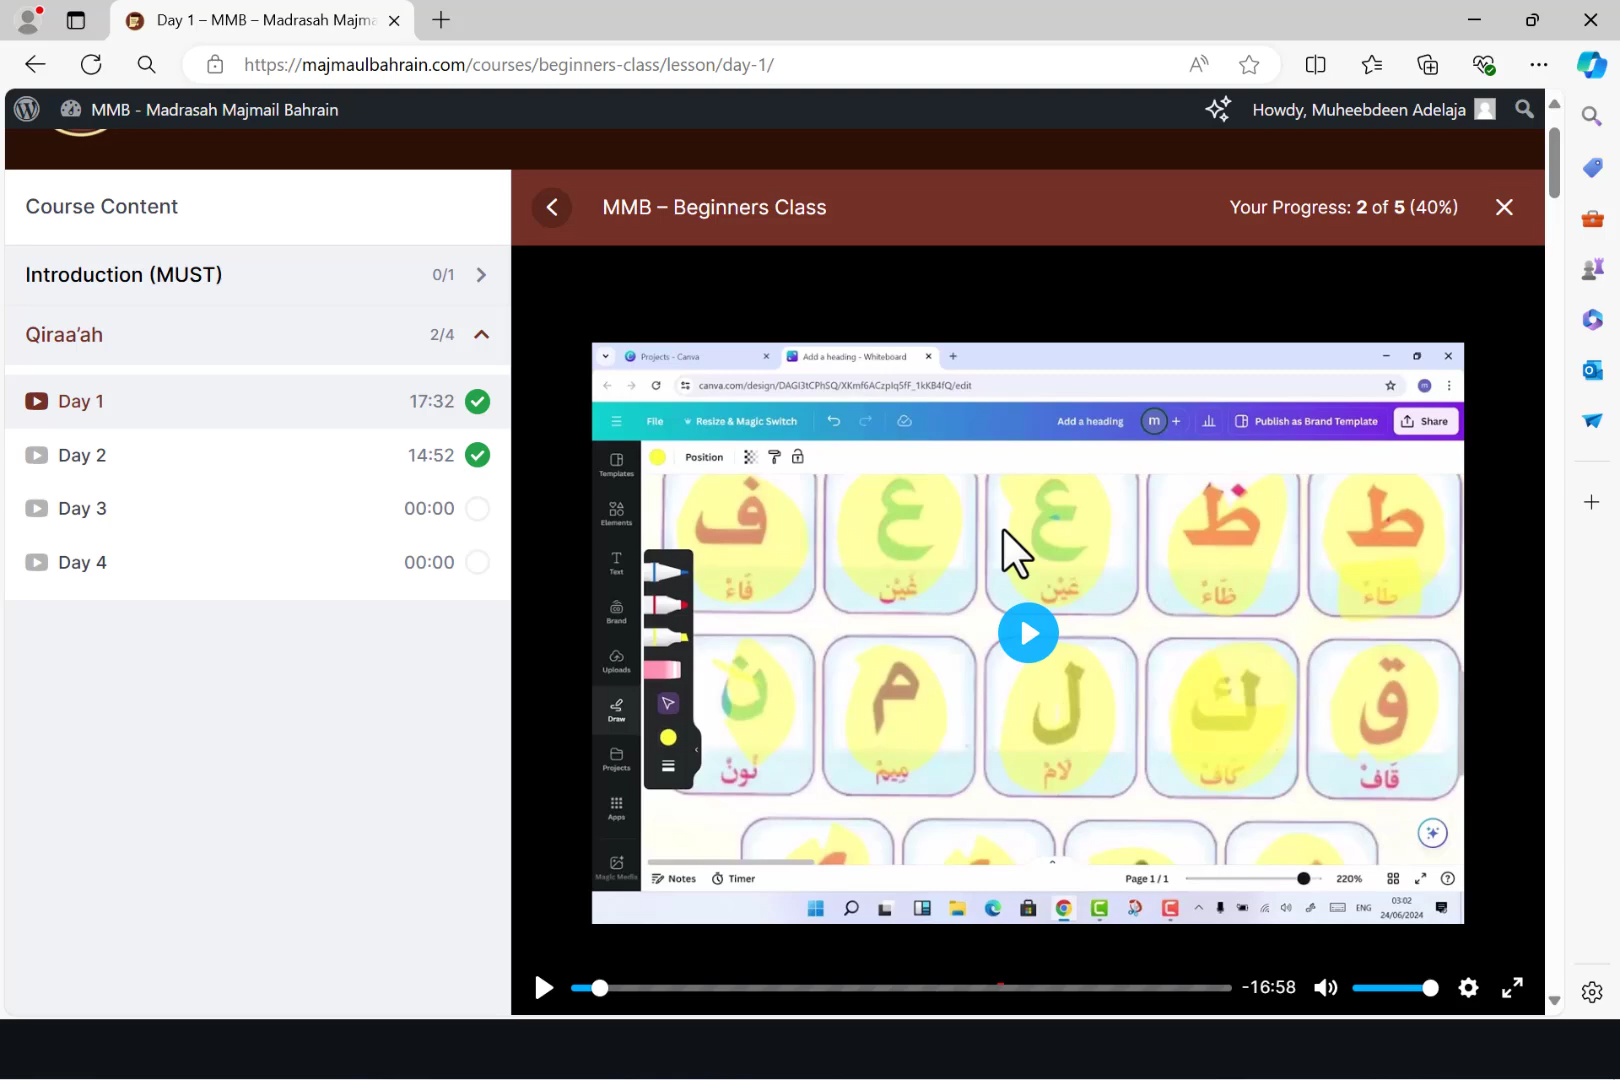 Day 1 – MMB – Madrasah Majma
https://majmaulbahrain.com/courses/beginners-class/lesson/day-1/
MMB - Madrasah Majmail Bahrain
Howdy, Muheebdeen Adelaja
Course Content
MMB – Beginners Class
Your Progress: 2 of 5 (40%)
Introduction (MUST)
0/1
Qiraa’ah
2/4
Day 1
17:32
Day 2
14:52
Day 3
00:00
Day 4
00:00
Projects - Canva
Add a heading - Whiteboard
canva.com/design/DAGI3tCPhSQ/XKmf6ACzplq5fF_1kKB4fQ/edit
File
Resize & Magic Switch
Add a heading
m
Publish as Brand Template
Share
Position
Templates
Elements
Text
Brand
Uploads
Draw
Projects
Apps
Magic Media
ط ظ ع غ ف
طَاءْ ظَاءْ عَيْن غَيْن فَاءْ
ق ك ل م ن
قَافْ كَافْ لَامْ مِيمْ نُونْ
Notes
Timer
Page 1 / 1
220%
ENG
03:02
24/06/2024
-16:58